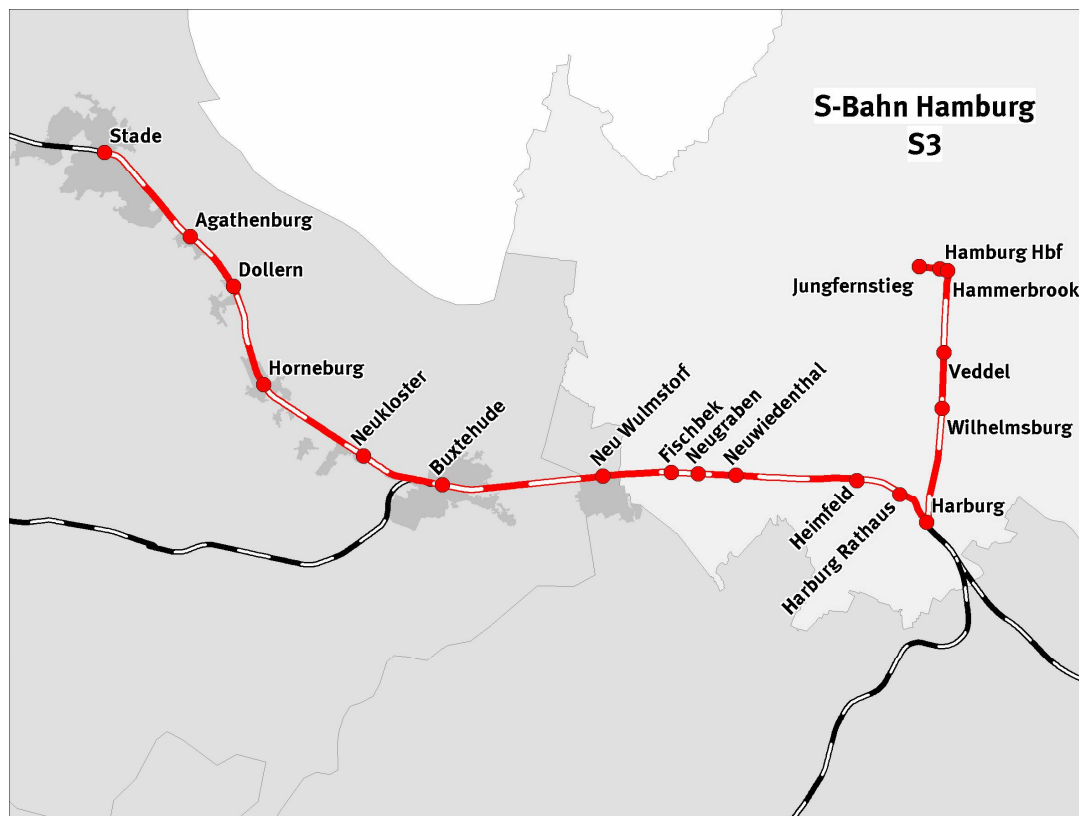 S-Bahn Hamburg
S3
Stade
Agathenburg
Dollern
Horneburg
Neukloster
Buxtehude
Neu Wulmstorf
Fischbek
Neugraben
Neuwiedenthal
Heimfeld
Harburg Rathaus
Harburg
Wilhelmsburg
Veddel
Hammerbrook
Hamburg Hbf
Jungfernstieg